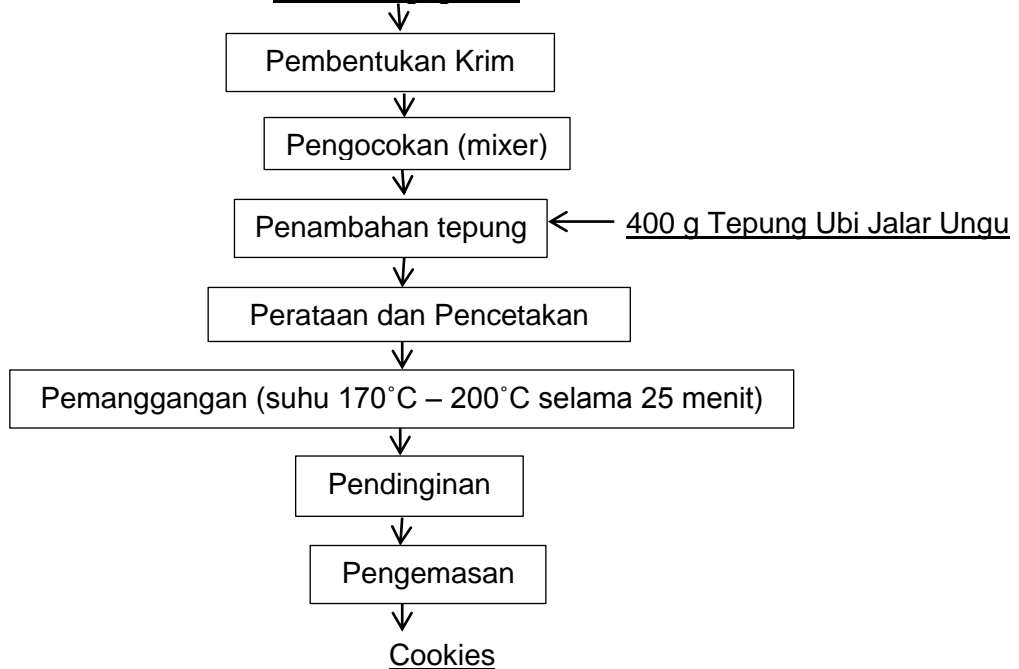 Pembentukan Krim
Pengocokan (mixer)
Penambahan tepung
400 g Tepung Ubi Jalar Ungu
Perataan dan Pencetakan
Pemanggangan (suhu 170˚C – 200˚C selama 25 menit)
Pendinginan
Pengemasan
Cookies